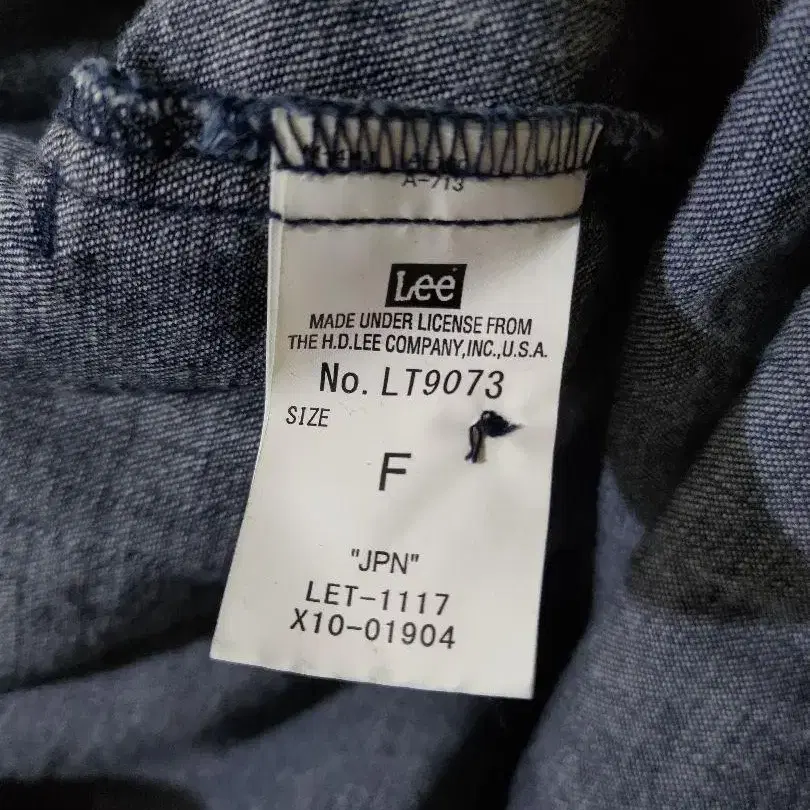 A-713
Lee
MADE UNDER LICENSE FROM
THE H.D.LEE COMPANY,INC.,U.S.A.
No. LT9073
SIZE
F
"JPN"
LET-1117
X10-01904